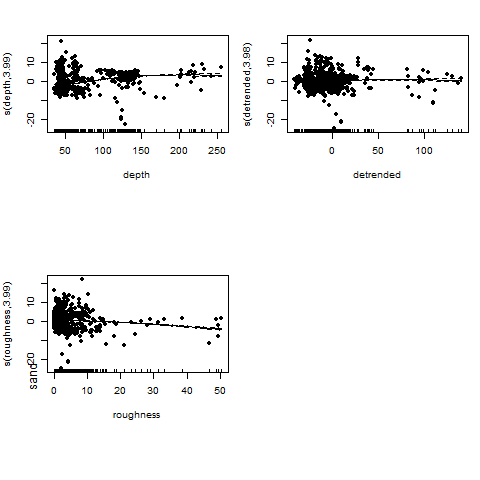 s(depth,3.99)
-20 0 10
50 100 150 200 250
depth
s(detrended,3.98)
-20 0 10
0 50 100
detrended
s(roughness,3.99)
sand
-20 0 10
0 10 20 30 40 50
roughness